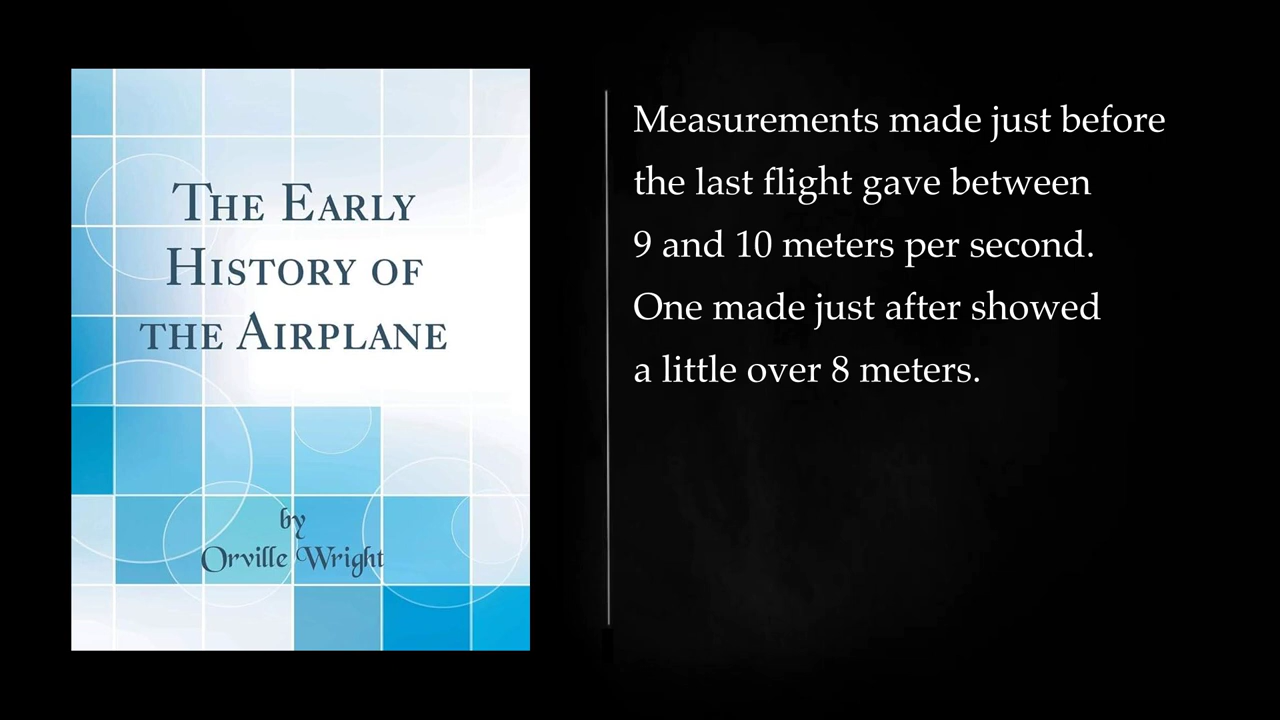 The Early
History of
the Airplane
by
Orville Wright
Measurements made just before
the last flight gave between
9 and 10 meters per second.
One made just after showed
a little over 8 meters.